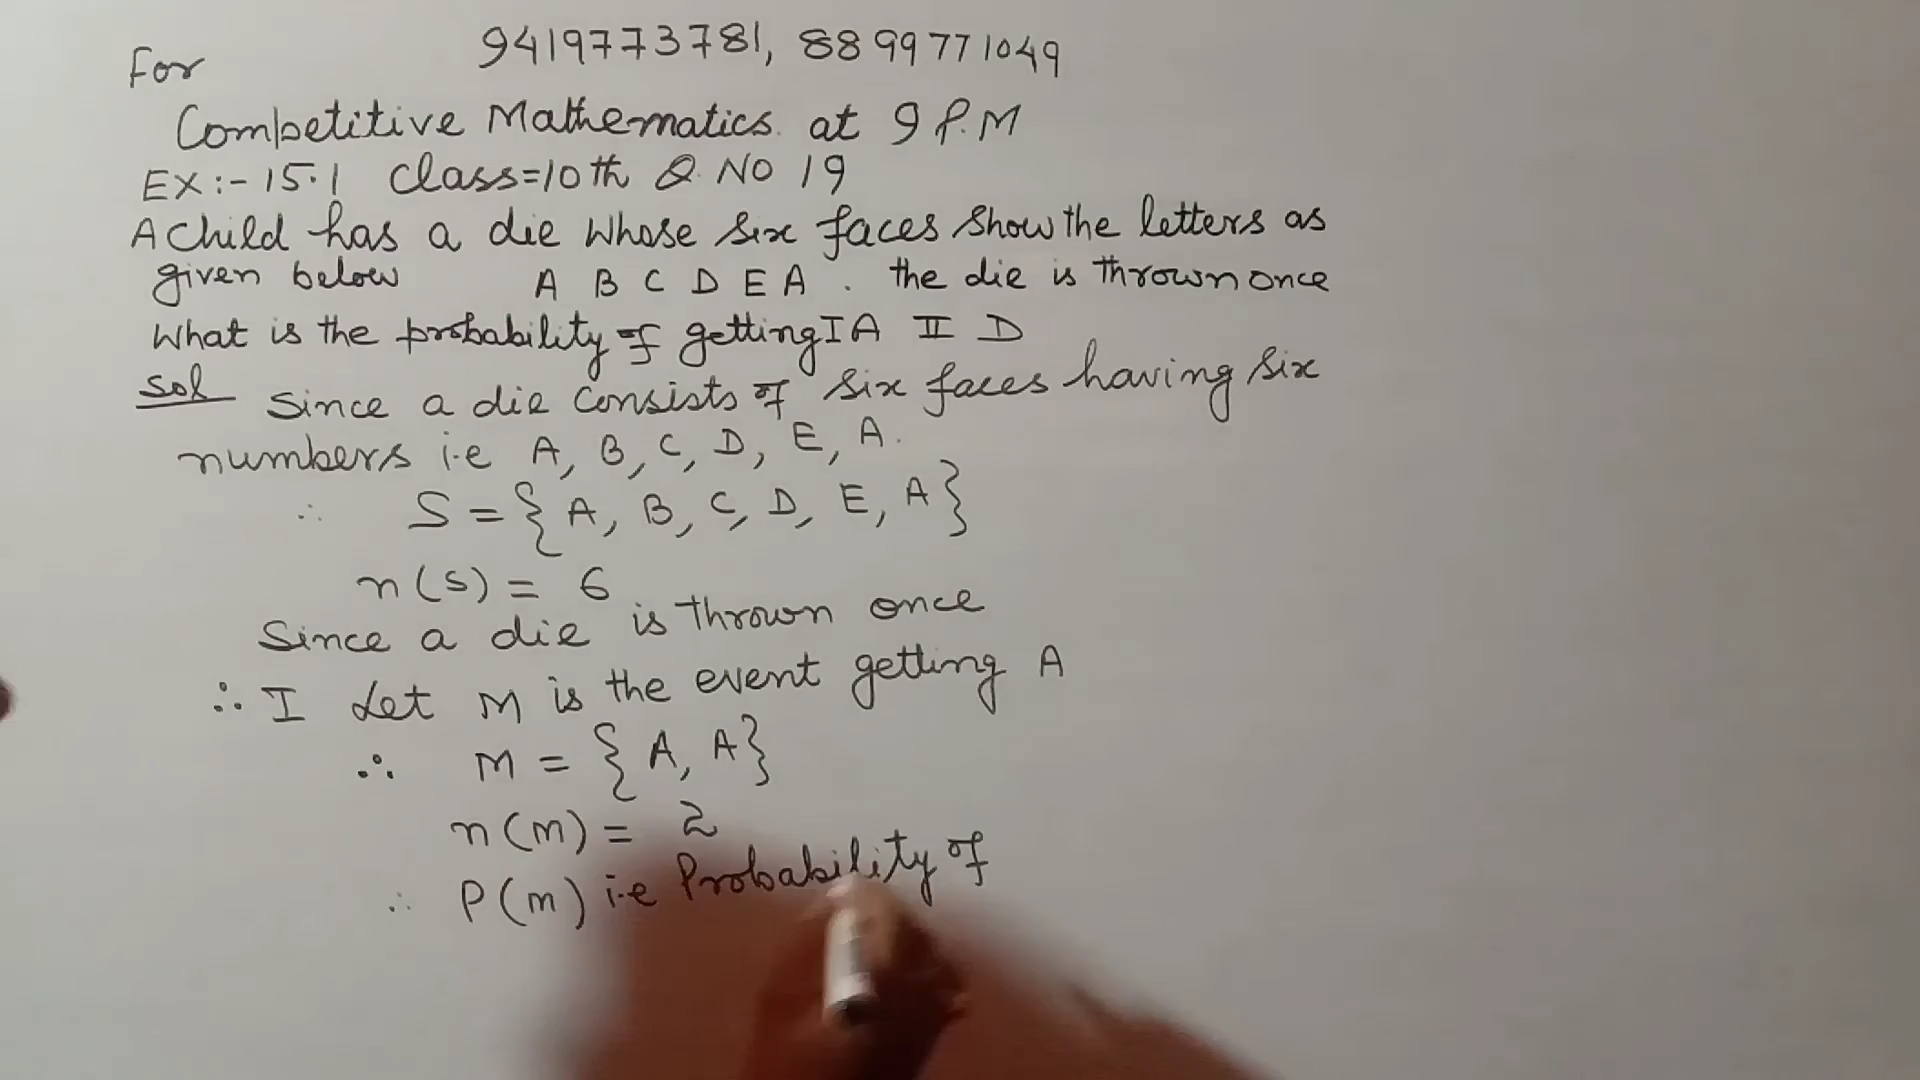 For 9419773781, 8899771049
Competitive Mathematics at 9 P.M
EX:- 15.1 Class=10th Q. NO 19
A Child has a die whose six faces show the letters as
given below A B C D E A . the die is thrown once
What is the probability of getting I A II D
Sol Since a die consists of six faces having six
numbers i.e A, B, C, D, E, A.
∴ S = { A, B, C, D, E, A }
n(s) = 6
Since a die is thrown once
∴ I Let M is the event getting A
∴ M = { A, A }
n(m) = 2
∴ P(m) i.e Probability of